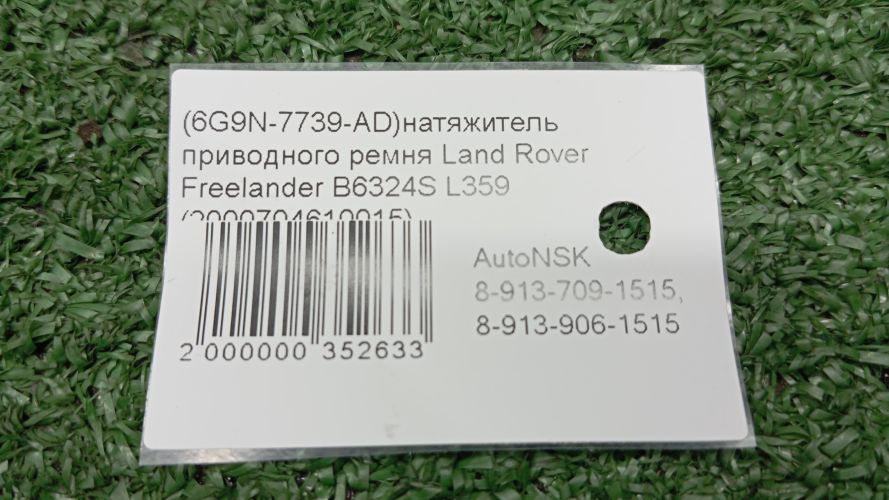 (6G9N-7739-AD)натяжитель
приводного ремня Land Rover
Freelander B6324S L359
(2000704610015)
AutoNSK
8-913-709-1515,
8-913-906-1515
2 000000 352633